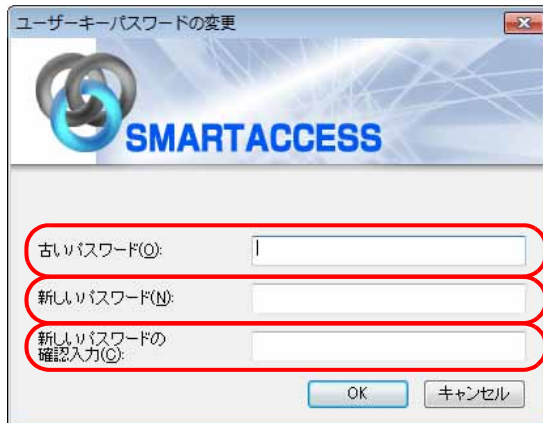 ユーザーキーパスワードの変更
SMARTACCESS
古いパスワード(O):
新しいパスワード(N):
新しいパスワードの
確認入力(C):
OK
キャンセル